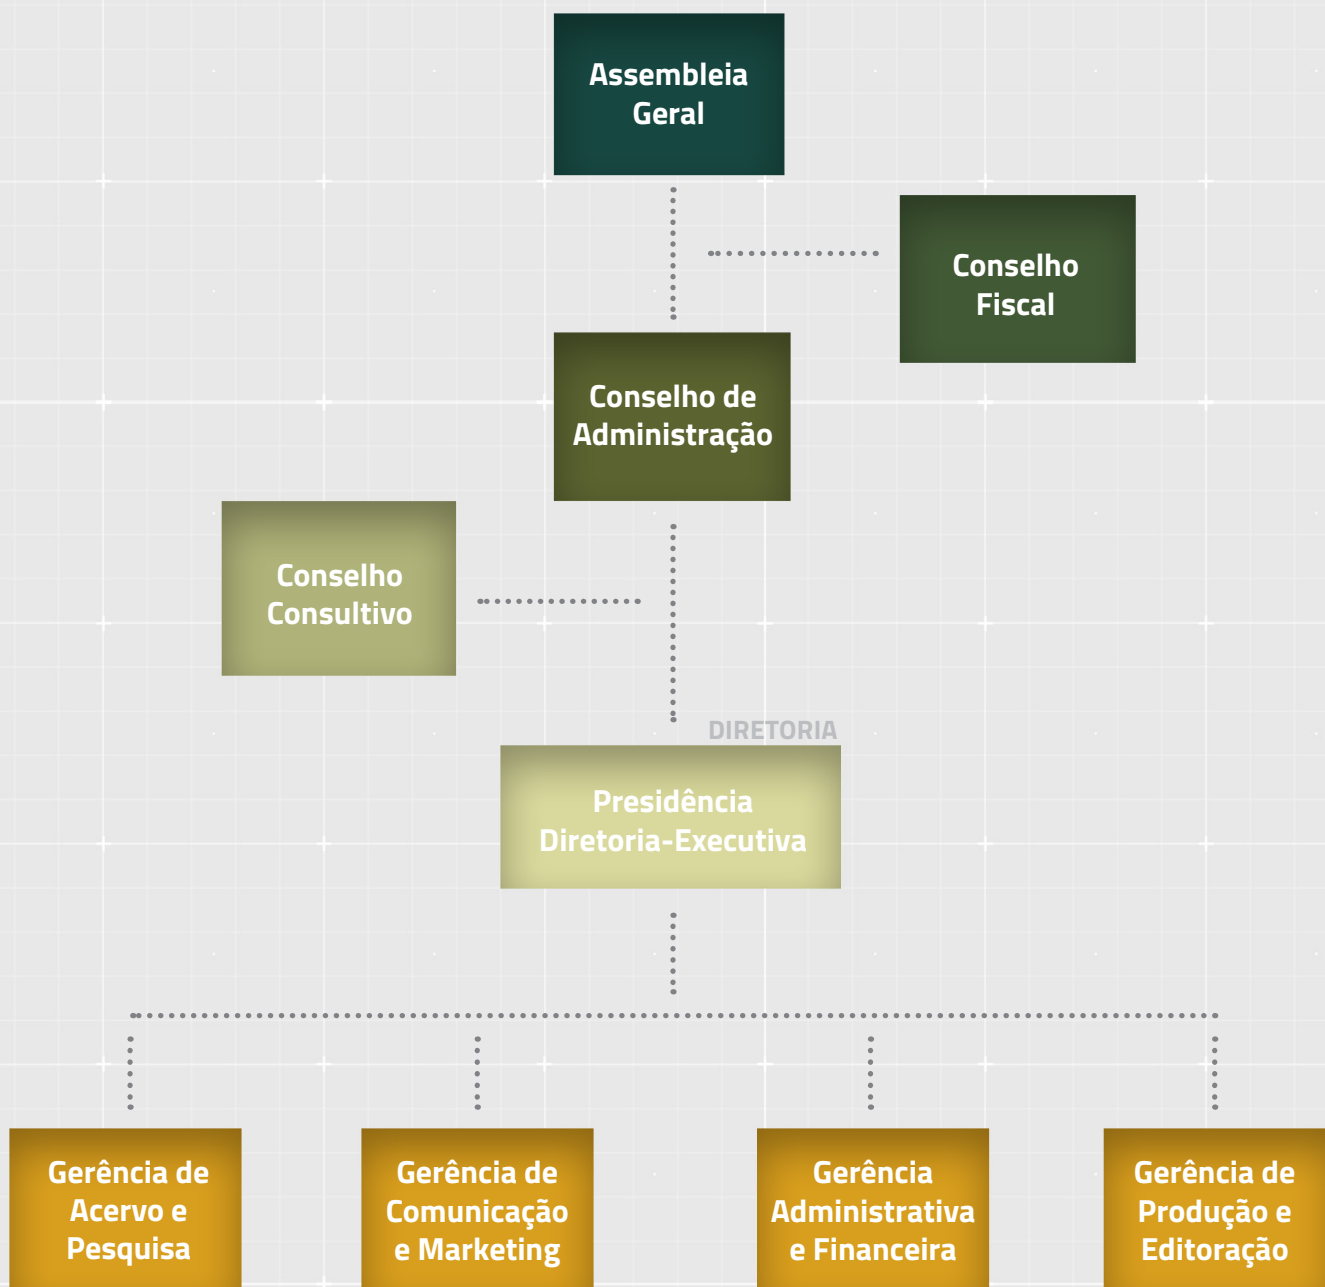 Assembleia
Geral
Conselho
Fiscal
Conselho de
Administração
Conselho
Consultivo
DIRETORIA
Presidência
Diretoria-Executiva
Gerência de
Acervo e
Pesquisa
Gerência de
Comunicação
e Marketing
Gerência
Administrativa
e Financeira
Gerência de
Produção e
Editoração